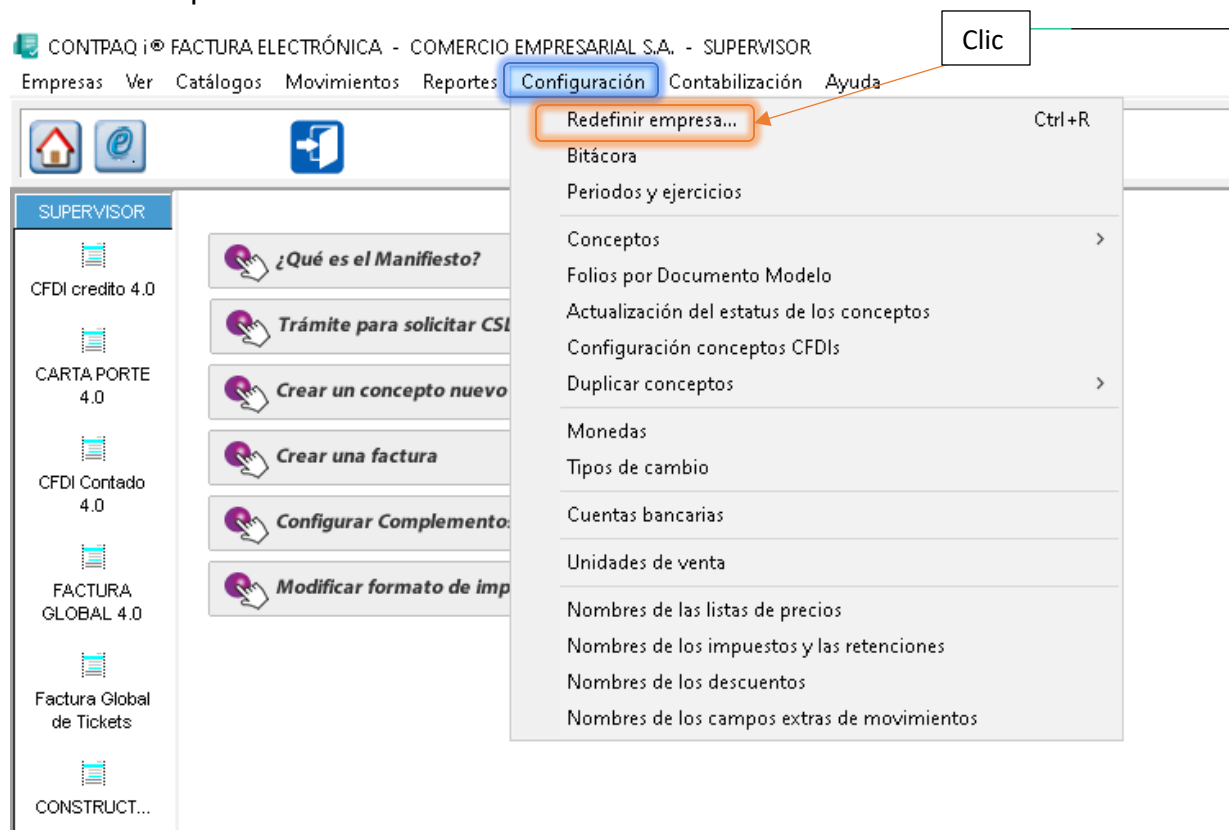 Clic
CONTPAQ i® FACTURA ELECTRÓNICA - COMERCIO EMPRESARIAL S.A. - SUPERVISOR
Empresas Ver Catálogos Movimientos Reportes Configuración Contabilización Ayuda
Redefinir empresa... Ctrl+R
Bitácora
Periodos y ejercicios
Conceptos >
Folios por Documento Modelo
Actualización del estatus de los conceptos
Configuración conceptos CFDIs
Duplicar conceptos >
Monedas
Tipos de cambio
Cuentas bancarias
Unidades de venta
Nombres de las listas de precios
Nombres de los impuestos y las retenciones
Nombres de los descuentos
Nombres de los campos extras de movimientos
SUPERVISOR
CFDI credito 4.0
CARTA PORTE
4.0
CFDI Contado
4.0
FACTURA
GLOBAL 4.0
Factura Global
de Tickets
CONSTRUCT...
¿Qué es el Manifiesto?
Trámite para solicitar
Crear un concepto nuevo
Crear una factura
Configurar
Modificar formato de